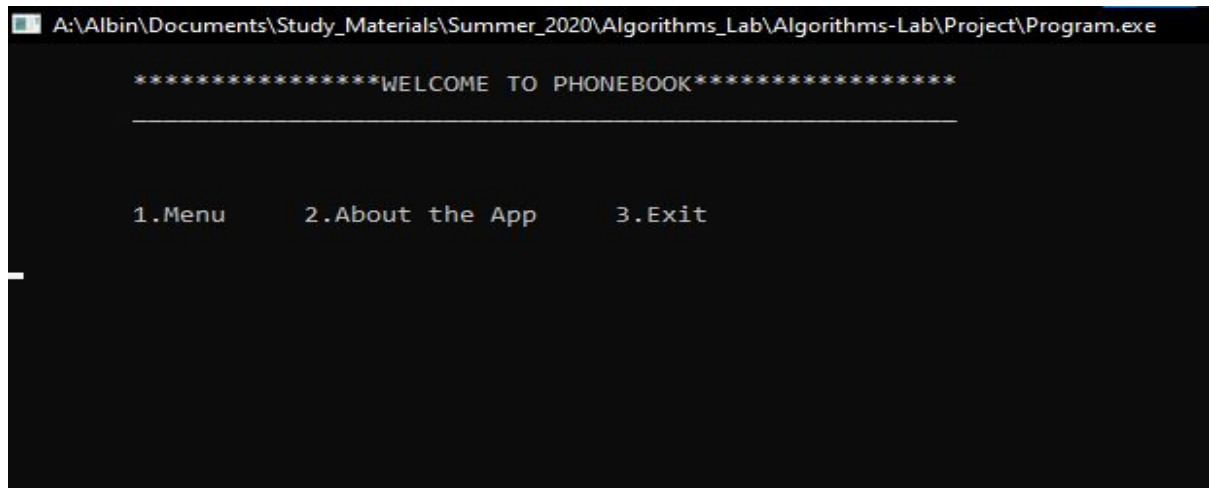 A:\Albin\Documents\Study_Materials\Summer_2020\Algorithms_Lab\Algorithms-Lab\Project\Program.exe
****************WELCOME TO PHONEBOOK*****************
_____________________________________________________
1.Menu 2.About the App 3.Exit